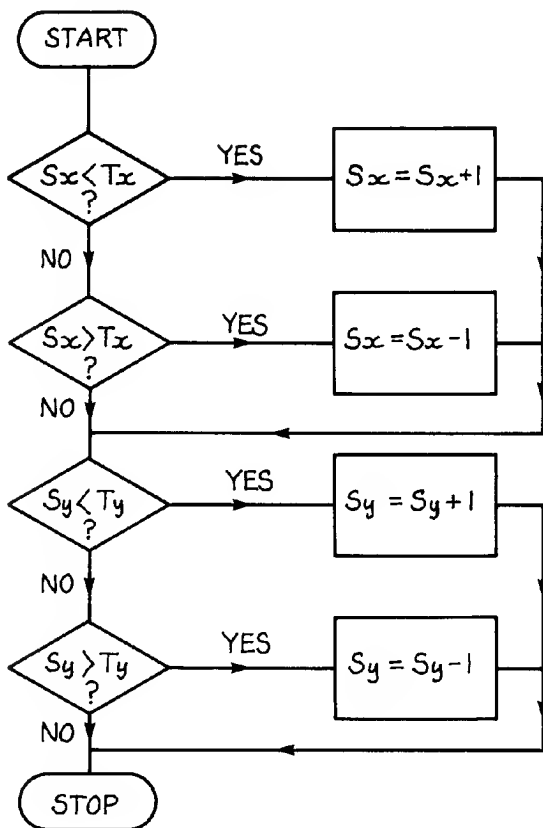 START
Sx<Tx
?
YES
Sx=Sx+1
NO
Sx>Tx
?
YES
Sx=Sx-1
NO
Sy<Ty
?
YES
Sy=Sy+1
NO
Sy>Ty
?
YES
Sy=Sy-1
NO
STOP